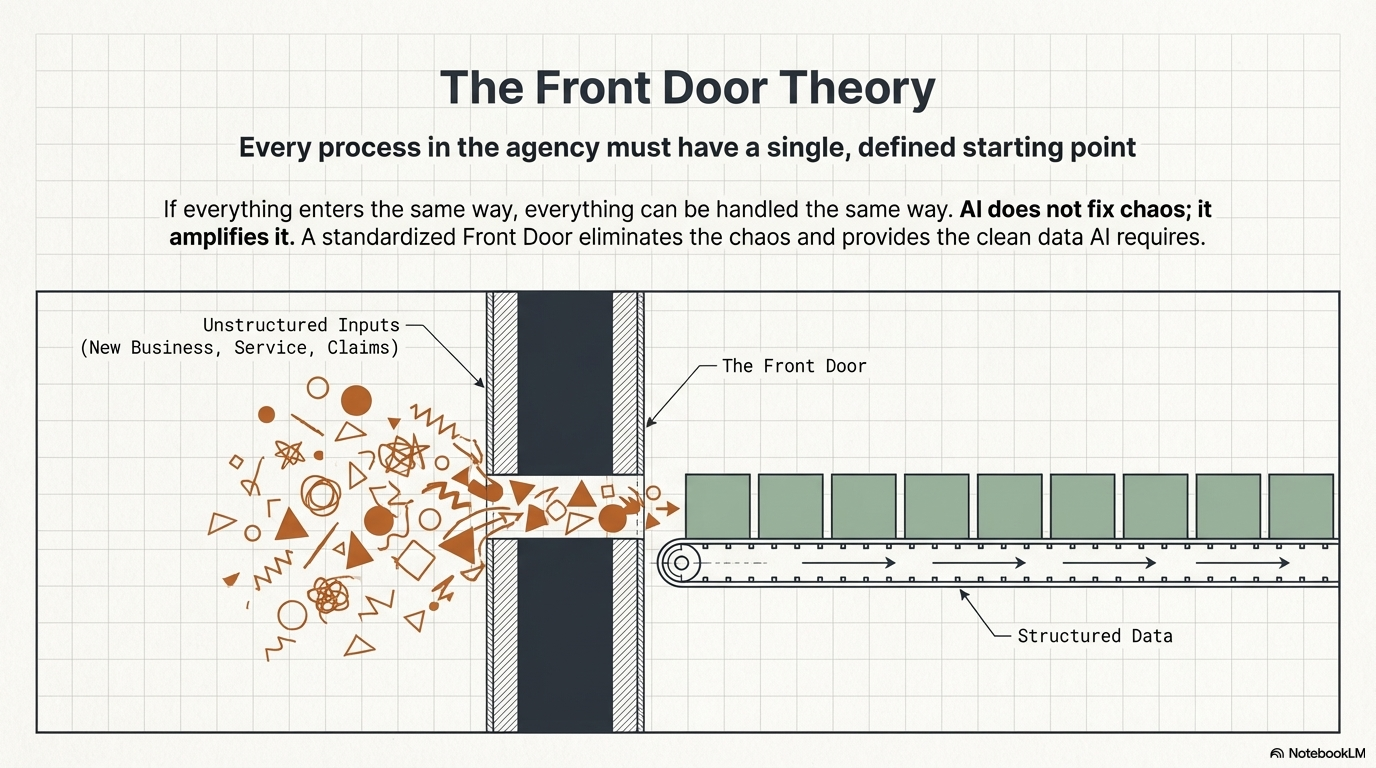 The Front Door Theory
Every process in the agency must have a single, defined starting point
If everything enters the same way, everything can be handled the same way. AI does not fix chaos; it
amplifies it. A standardized Front Door eliminates the chaos and provides the clean data AI requires.
Unstructured Inputs
(New Business, Service, Claims)
The Front Door
Structured Data
NotebookLM